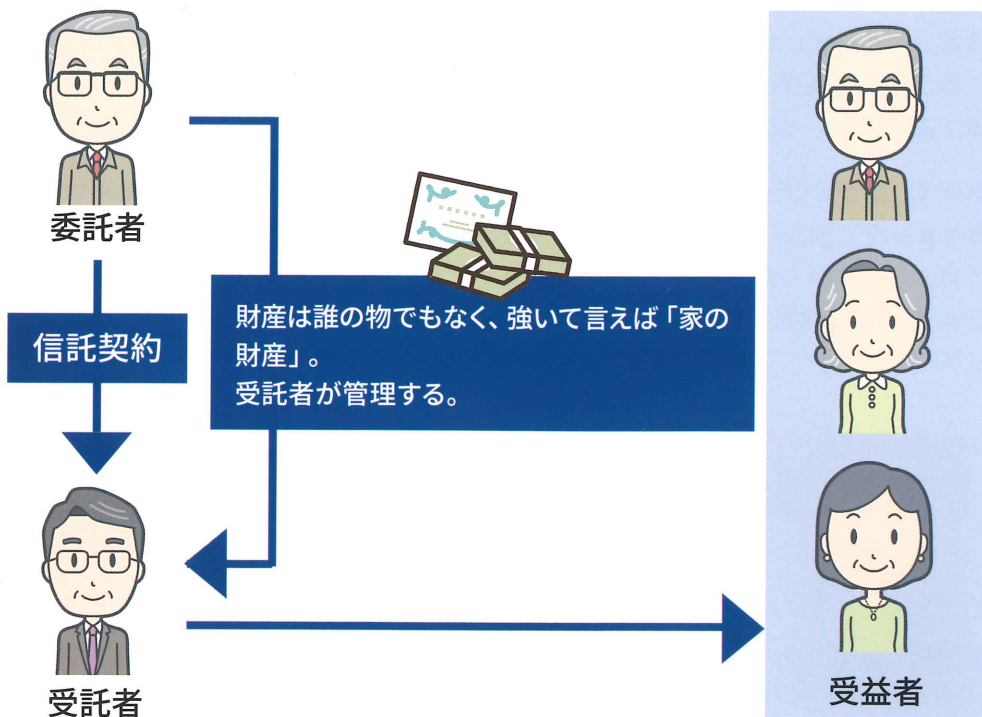 委託者
信託契約
財産は誰の物でもなく、強いて言えば「家の
財産」。
受託者が管理する。
受託者
受益者